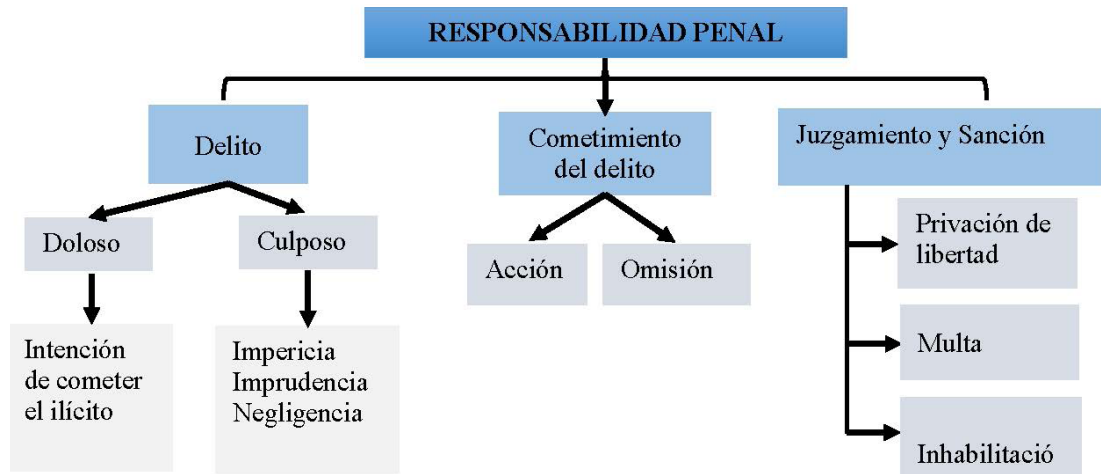 RESPONSABILIDAD PENAL
Delito
Cometimiento
del delito
Juzgamiento y Sanción
Doloso
Culposo
Acción
Omisión
Privación de
libertad
Intención
de cometer
el ilícito
Impericia
Imprudencia
Negligencia
Multa
Inhabilitació